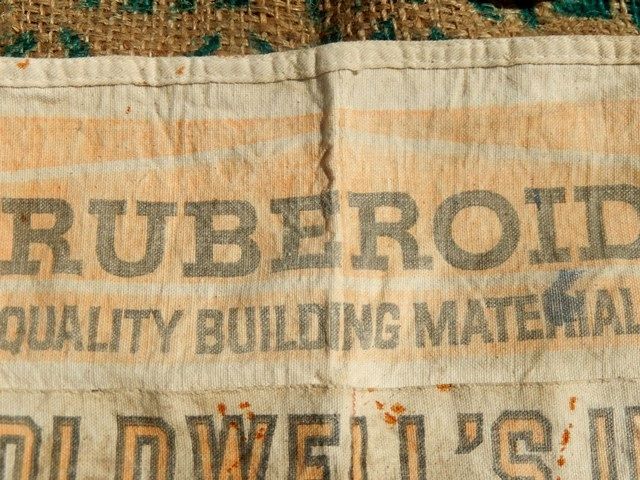 RUBEROID
QUALITY BUILDING MATERIAL
OLDWELL'S